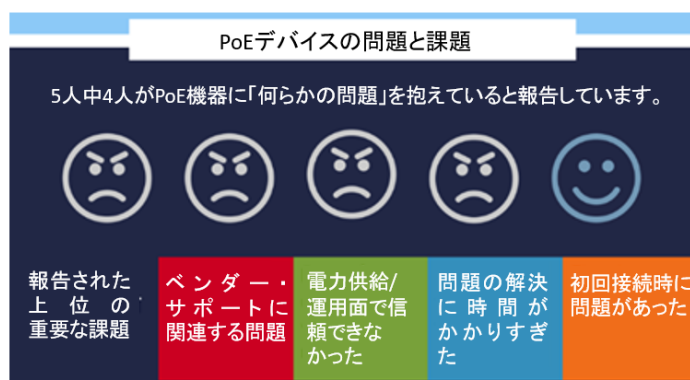 PoEデバイスの問題と課題
5人中4人がPoE機器に「何らかの問題」を抱えていると報告しています。
報告された
上位の
重要な課題
ベンダー・
サポートに
関連する問題
電力供給/
運用面で信
頼できな
かった
問題の解決
に時間が
かかりすぎ
た
初回接続時に
問題があった